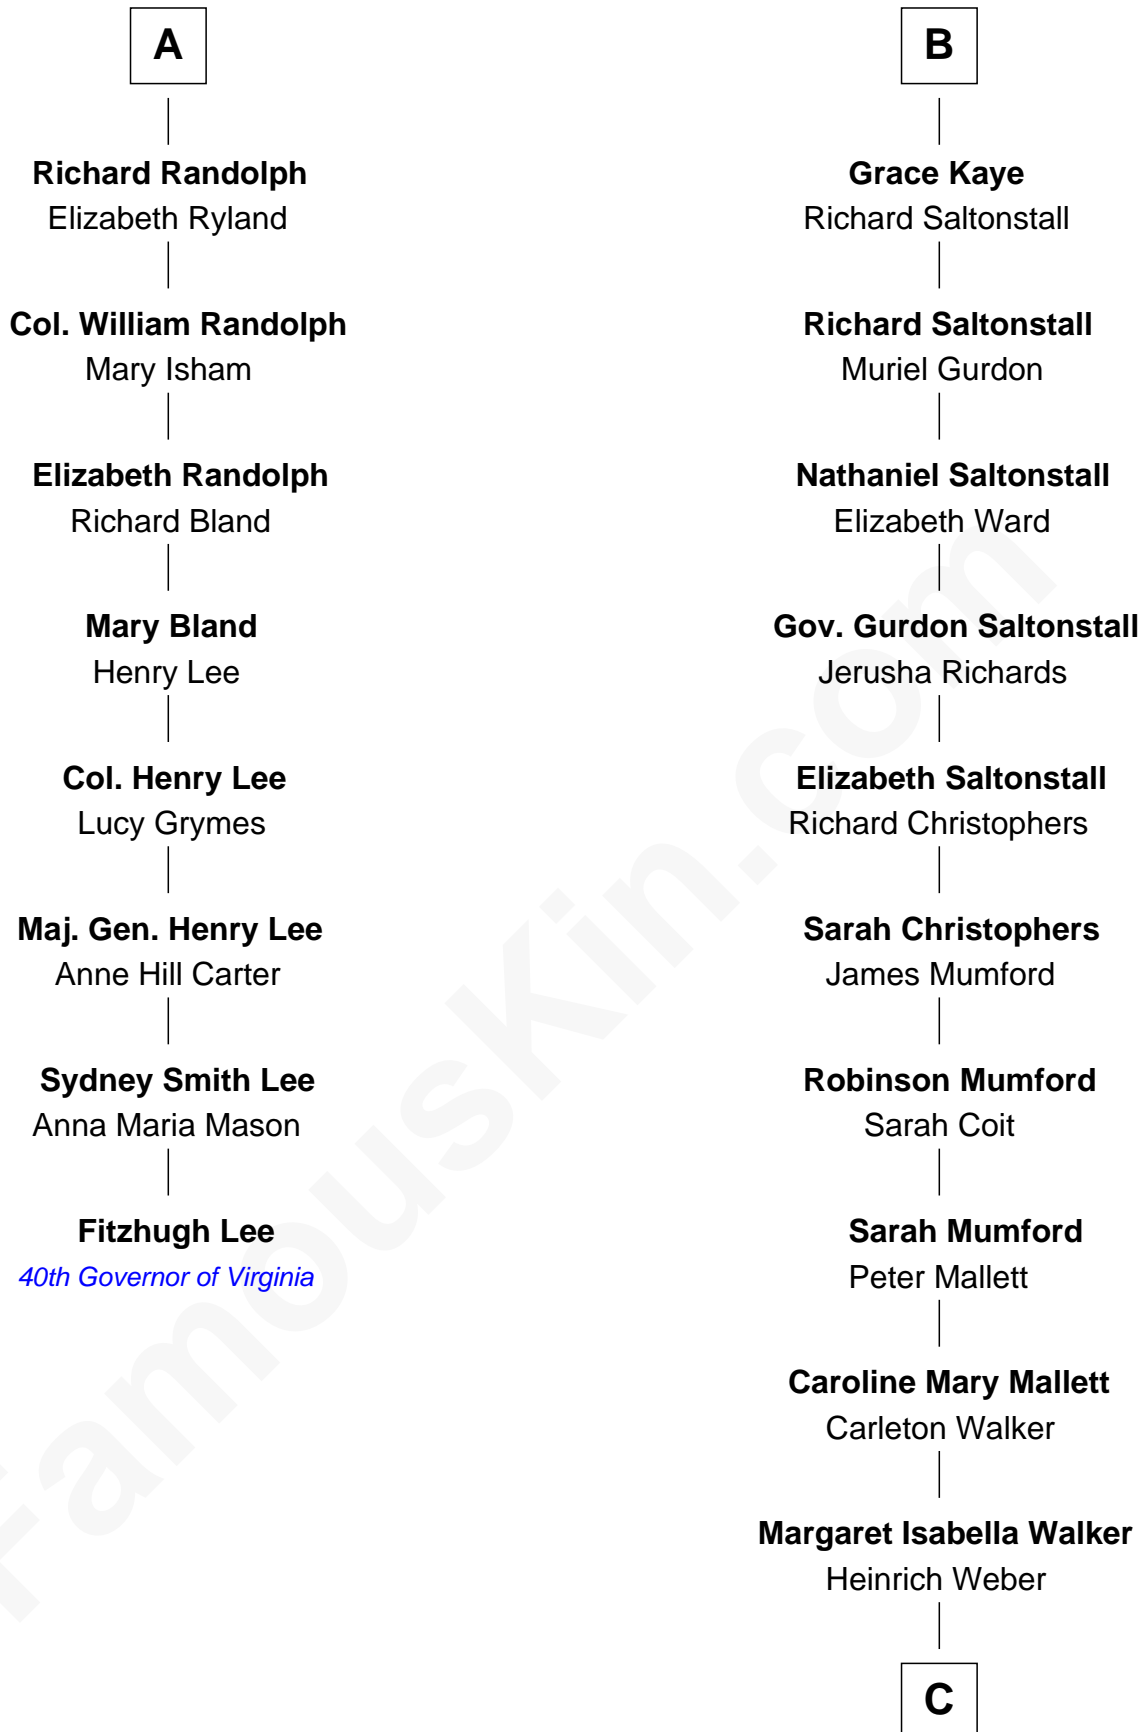 A
Richard Randolph
Elizabeth Ryland
Col. William Randolph
Mary Isham
Elizabeth Randolph
Richard Bland
Mary Bland
Henry Lee
Col. Henry Lee
Lucy Grymes
Maj. Gen. Henry Lee
Anne Hill Carter
Sydney Smith Lee
Anna Maria Mason
Fitzhugh Lee
40th Governor of Virginia
B
Grace Kaye
Richard Saltonstall
Richard Saltonstall
Muriel Gurdon
Nathaniel Saltonstall
Elizabeth Ward
Gov. Gurdon Saltonstall
Jerusha Richards
Elizabeth Saltonstall
Richard Christophers
Sarah Christophers
James Mumford
Robinson Mumford
Sarah Coit
Sarah Mumford
Peter Mallett
Caroline Mary Mallett
Carleton Walker
Margaret Isabella Walker
Heinrich Weber
C
FamousKin.com